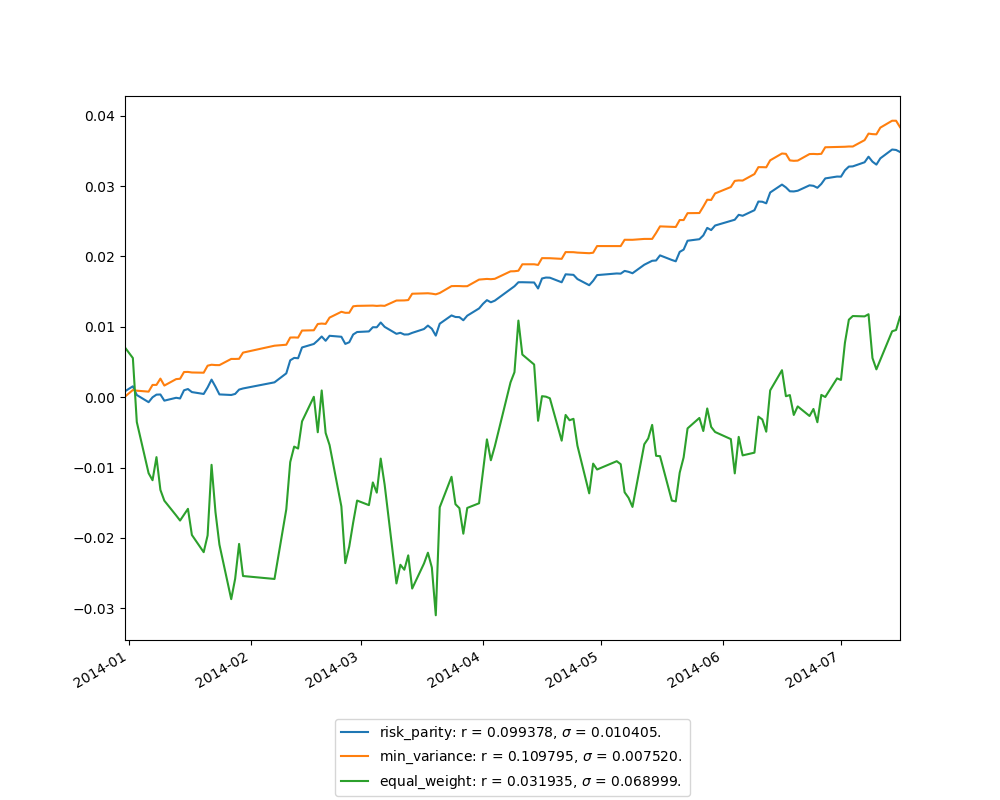 0.04
0.03
0.02
0.01
0.00
−0.01
−0.02
−0.03
2014-01 2014-02 2014-03 2014-04 2014-05 2014-06 2014-07
risk_parity: r = 0.099378, σ = 0.010405.
min_variance: r = 0.109795, σ = 0.007520.
equal_weight: r = 0.031935, σ = 0.068999.